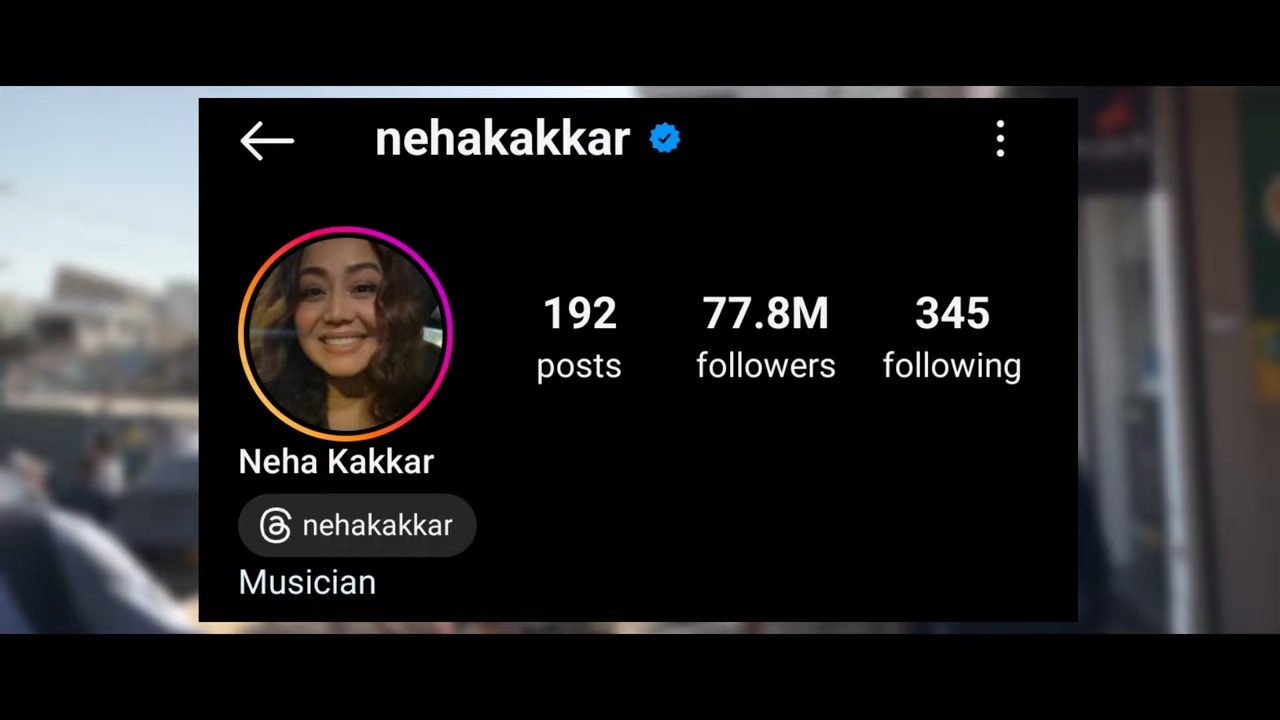 nehakakkar
192 77.8M 345
posts followers following
Neha Kakkar
nehakakkar
Musician